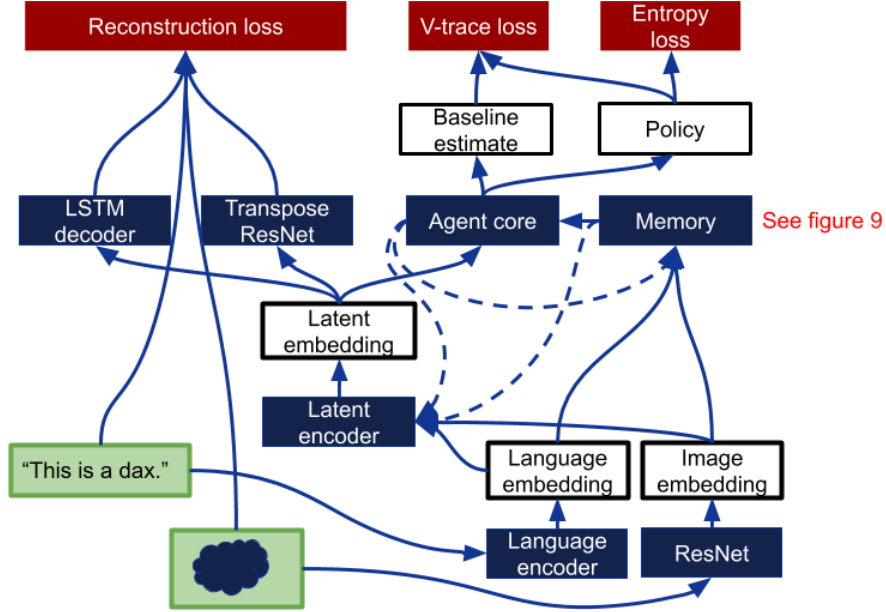 Reconstruction loss
V-trace loss
Entropy
loss
Baseline
estimate
Policy
LSTM
decoder
Transpose
ResNet
Agent core
Memory
See figure 9
Latent
embedding
Latent
encoder
“This is a dax.”
Language
embedding
Image
embedding
Language
encoder
ResNet